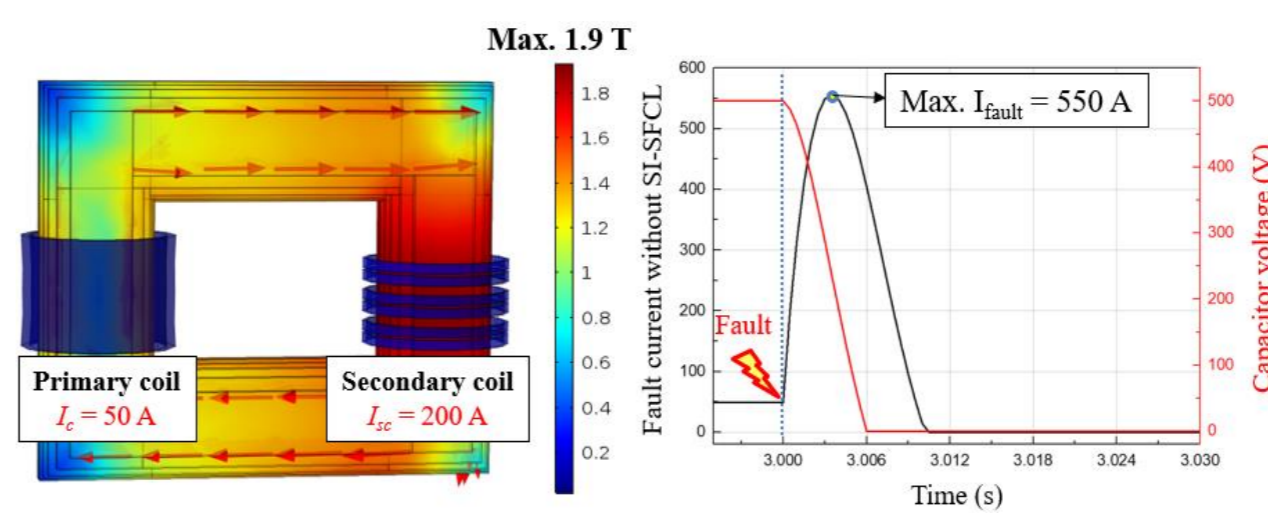 Max. 1.9 T
1.8
1.6
1.4
1.2
1
0.8
0.6
0.4
0.2
Primary coil
I_c = 50 A
Secondary coil
I_sc = 200 A
Fault current without SI-SFCL
600
500
400
300
200
100
0
Max. I_fault = 550 A
Fault
500
400
300
200
100
0
Capacitor voltage (V)
3.000
3.006
3.012
3.018
3.024
3.030
Time (s)